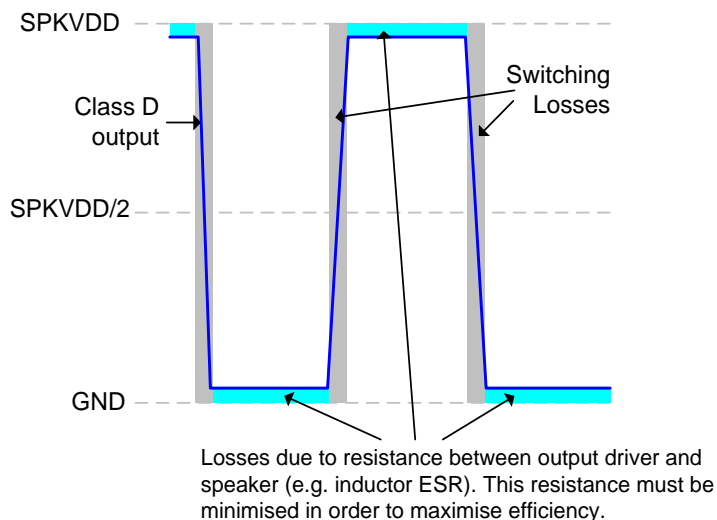 SPKVDD
Switching
Losses
Class D
output
SPKVDD/2
GND
Losses due to resistance between output driver and
speaker (e.g. inductor ESR). This resistance must be
minimised in order to maximise efficiency.